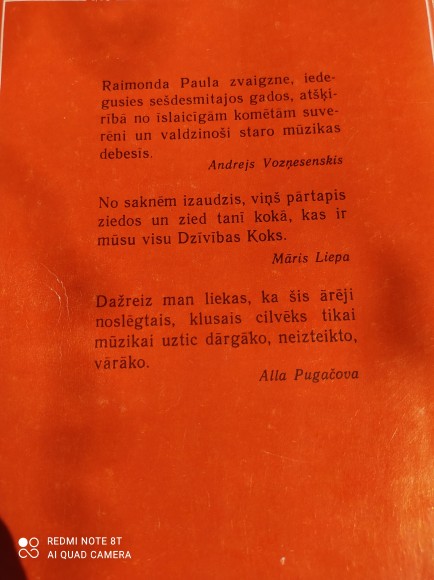 Raimonda Paula zvaigzne, iede-
gusies sešdesmitajos gados, atšķi-
rībā no īslaicīgām komētām suve-
rēni un valdzinoši staro mūzikas
debesīs.
Andrejs Vozņesenskis
No saknēm izaudzis, viņš pārtapis
ziedos un zied tanī kokā, kas ir
mūsu visu Dzīvības Koks.
Māris Liepa
Dažreiz man liekas, ka šis ārēji
noslēgtais, klusais cilvēks tikai
mūzikai uztic dārgāko, neizteikto,
vārāko.
Alla Pugačova
REDMI NOTE 8T
AI QUAD CAMERA